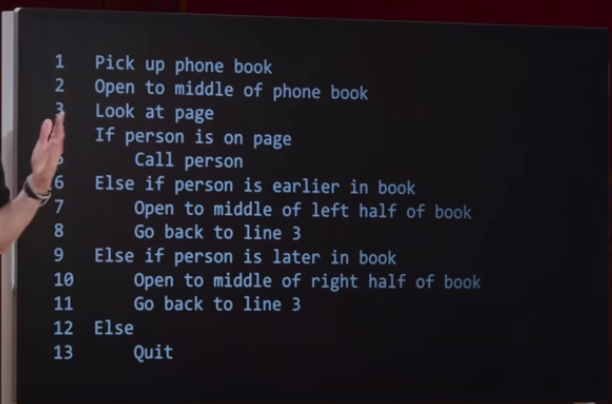 1 Pick up phone book
2 Open to middle of phone book
3 Look at page
If person is on page
5 Call person
6 Else if person is earlier in book
7 Open to middle of left half of book
8 Go back to line 3
9 Else if person is later in book
10 Open to middle of right half of book
11 Go back to line 3
12 Else
13 Quit